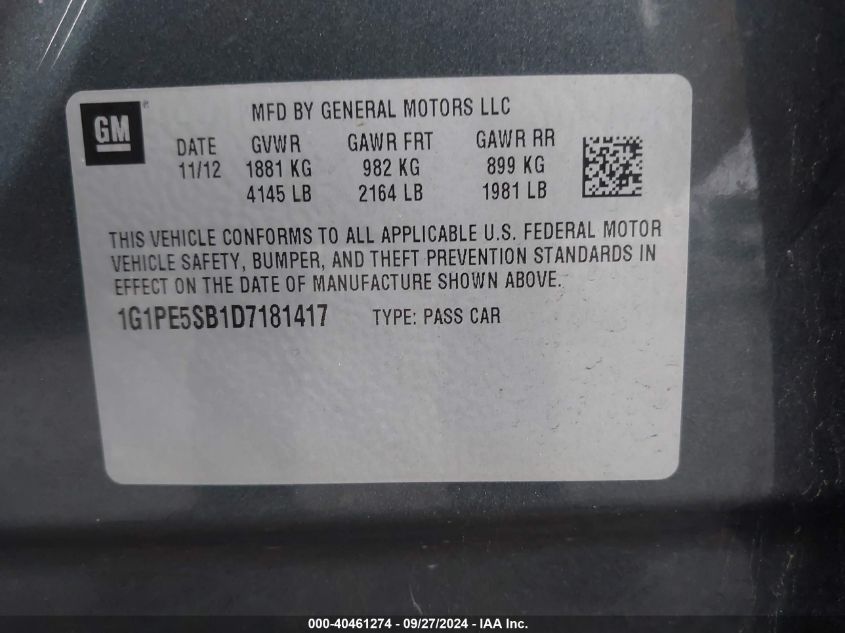 GM
MFD BY GENERAL MOTORS LLC
DATE GVWR GAWR FRT GAWR RR
11/12 1881 KG 982 KG 899 KG
4145 LB 2164 LB 1981 LB
THIS VEHICLE CONFORMS TO ALL APPLICABLE U.S. FEDERAL MOTOR
VEHICLE SAFETY, BUMPER, AND THEFT PREVENTION STANDARDS IN
EFFECT ON THE DATE OF MANUFACTURE SHOWN ABOVE.
1G1PE5SB1D7181417 TYPE: PASS CAR
000-40461274 - 09/27/2024 - IAA Inc.